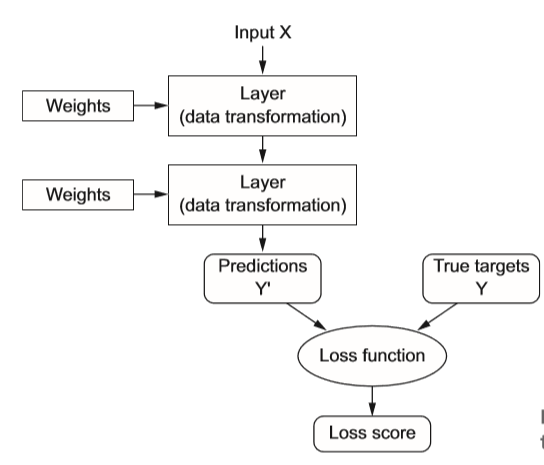 Input X
Layer
(data transformation)
Weights
Layer
(data transformation)
Weights
Predictions
Y'
True targets
Y
Loss function
Loss score